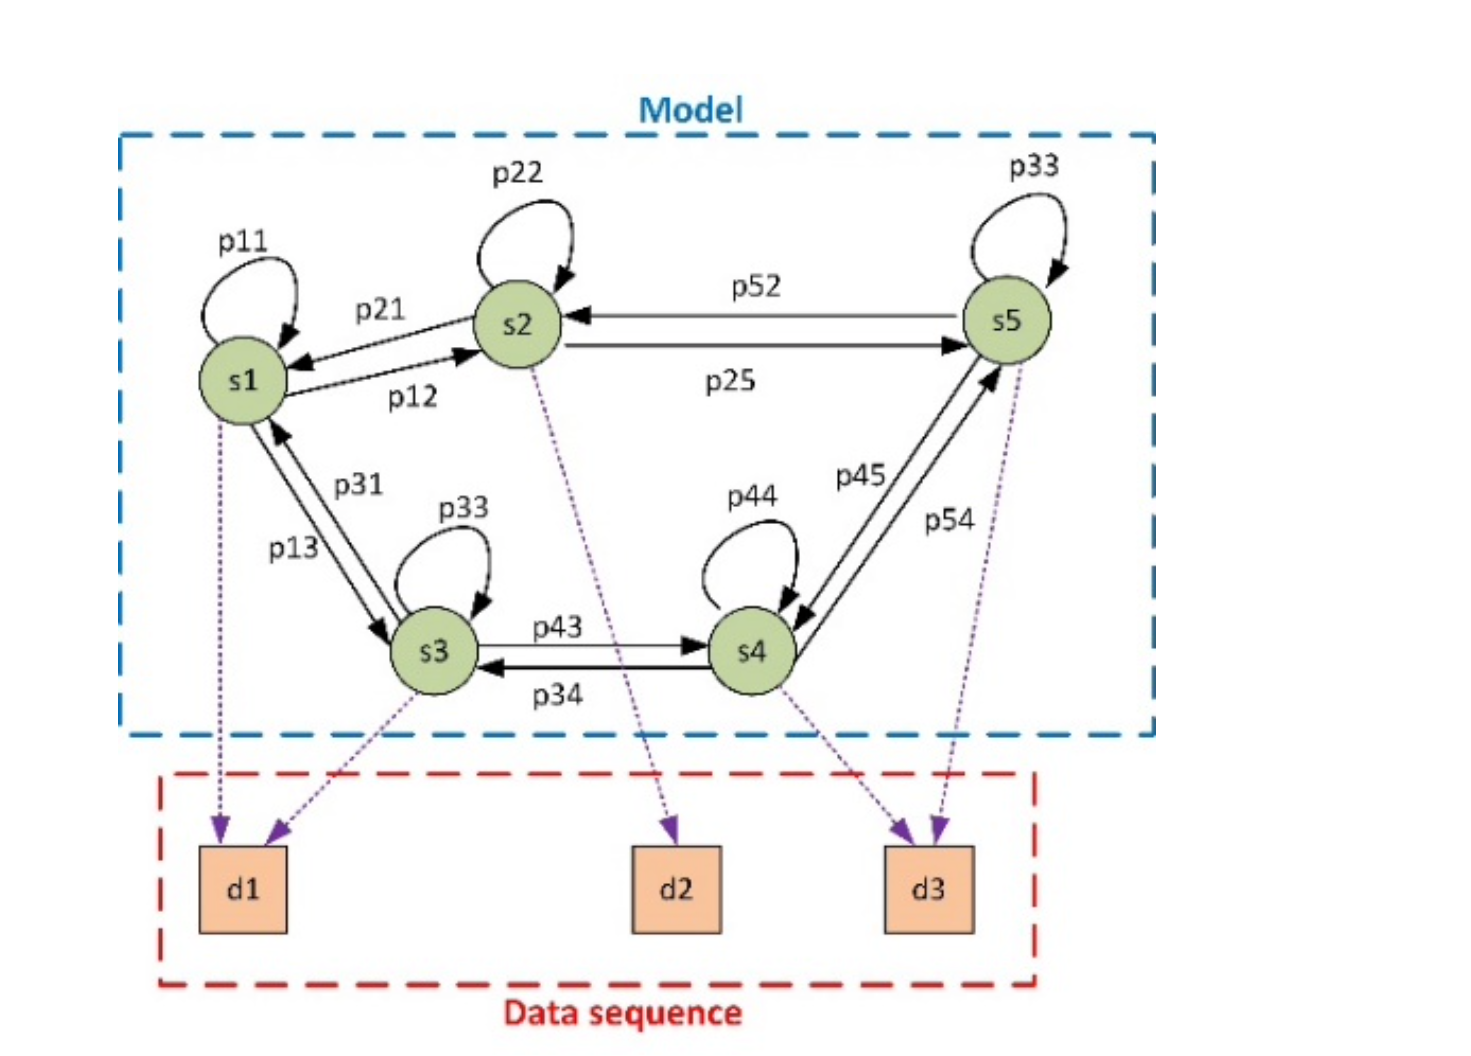 Model
p22
p33
p11
p52
p21
s2
s5
s1
p12
p25
p31
p45
p44
p33
p54
p13
p43
s3
s4
p34
d1
d2
d3
Data sequence